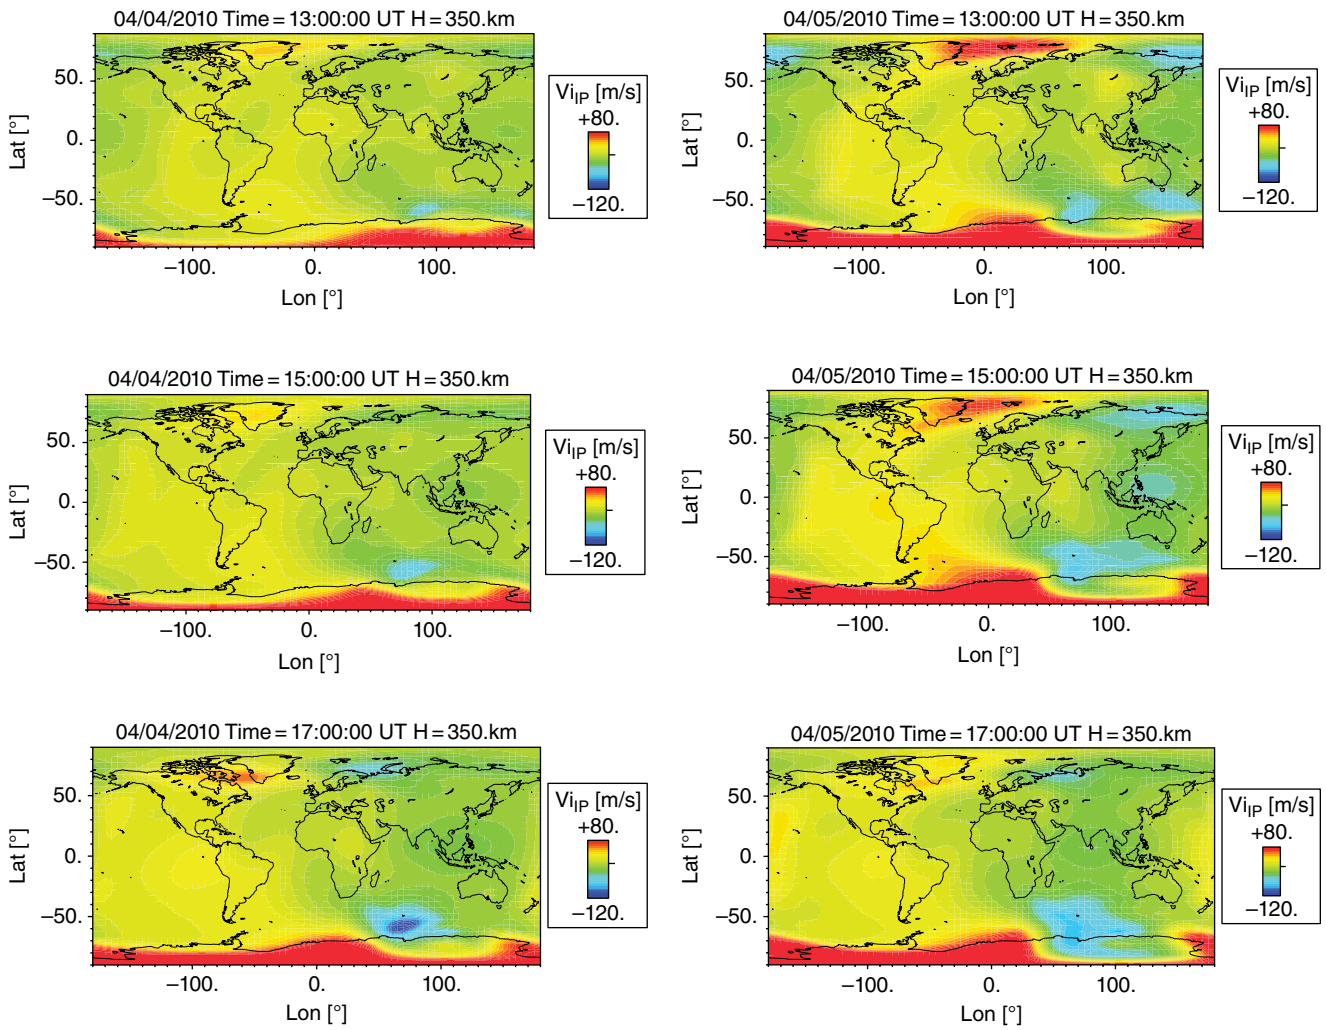 04/04/2010 Time = 13:00:00 UT H = 350.km
Lat [°]
50.
0.
−50.
−100.
0.
100.
Lon [°]
Vi_IP [m/s]
+80.
−120.
04/05/2010 Time = 13:00:00 UT H = 350.km
Lat [°]
50.
0.
−50.
−100.
0.
100.
Lon [°]
Vi_IP [m/s]
+80.
−120.
04/04/2010 Time = 15:00:00 UT H = 350.km
Lat [°]
50.
0.
−50.
−100.
0.
100.
Lon [°]
Vi_IP [m/s]
+80.
−120.
04/05/2010 Time = 15:00:00 UT H = 350.km
Lat [°]
50.
0.
−50.
−100.
0.
100.
Lon [°]
Vi_IP [m/s]
+80.
−120.
04/04/2010 Time = 17:00:00 UT H = 350.km
Lat [°]
50.
0.
−50.
−100.
0.
100.
Lon [°]
Vi_IP [m/s]
+80.
−120.
04/05/2010 Time = 17:00:00 UT H = 350.km
Lat [°]
50.
0.
−50.
−100.
0.
100.
Lon [°]
Vi_IP [m/s]
+80.
−120.